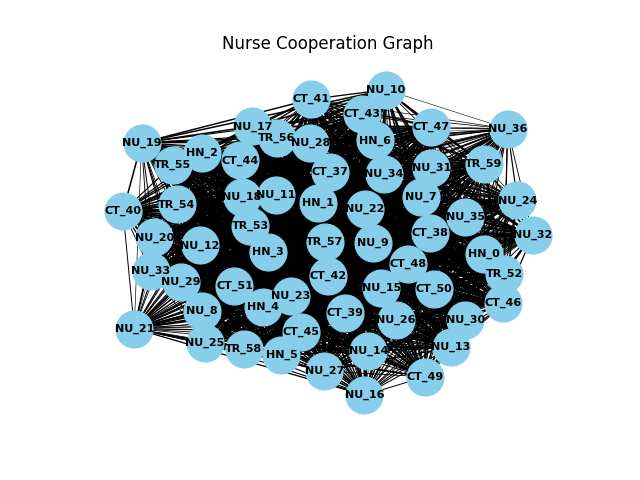 Nurse Cooperation Graph
NU_10
CT_41
CT_43
NU_17
CT_47
NU_36
TR_56
HN_6
NU_19
NU_28
HN_2
CT_44
TR_55
TR_59
NU_31
CT_37
NU_34
NU_11
NU_18
NU_7
NU_24
HN_1
TR_54
NU_22
CT_40
NU_35
TR_53
CT_38
NU_32
NU_20
TR_57
NU_9
NU_12
HN_3
HN_0
CT_48
NU_33
TR_52
CT_42
NU_29
CT_51
NU_15
CT_50
NU_23
CT_46
HN_4
NU_8
CT_39
NU_26
NU_30
NU_21
CT_45
NU_25
NU_13
TR_58
NU_14
HN_5
NU_27
CT_49
NU_16